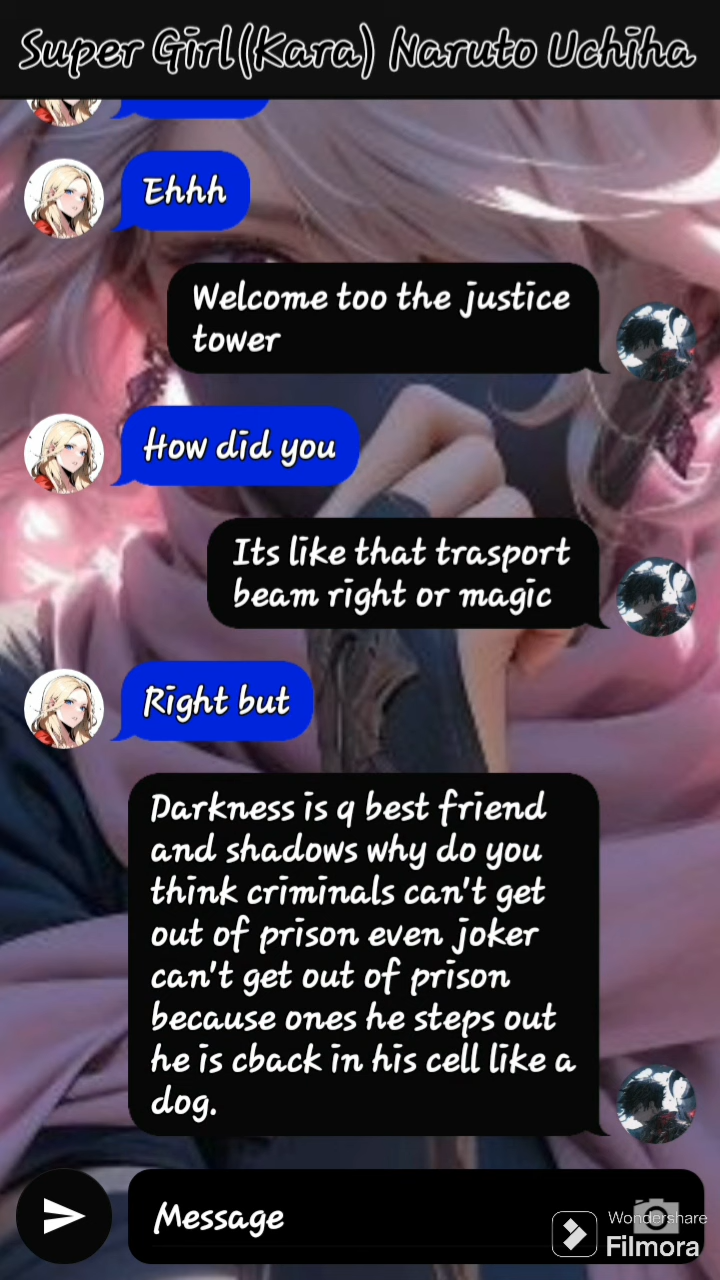 Super Girl(Kara) Naruto Uchiha
Ehhh
Welcome too the justice
tower
How did you
Its like that trasport
beam right or magic
Right but
Darkness is q best friend
and shadows why do you
think criminals can't get
out of prison even joker
can't get out of prison
because ones he steps out
he is cback in his cell like a
dog.
Message
Wondershare
Filmora